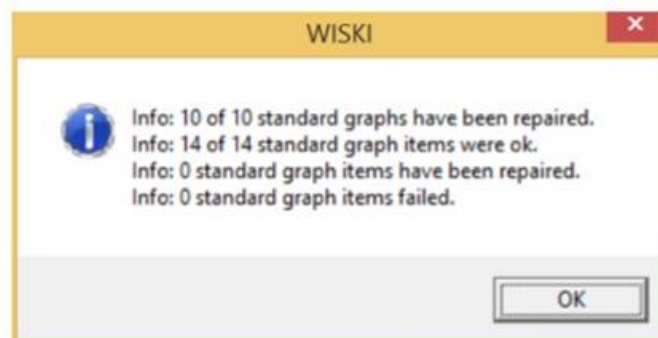 WISKI
Info: 10 of 10 standard graphs have been repaired.
Info: 14 of 14 standard graph items were ok.
Info: 0 standard graph items have been repaired.
Info: 0 standard graph items failed.
OK